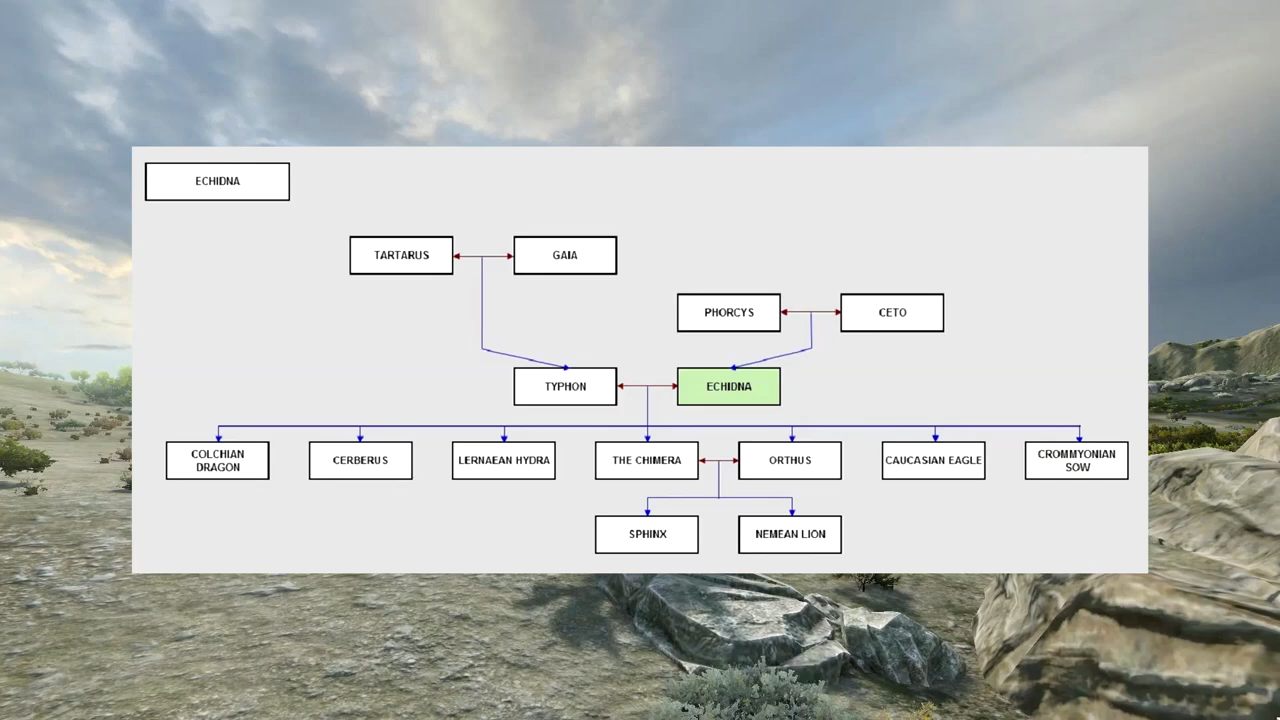 ECHIDNA
TARTARUS
GAIA
PHORCYS
CETO
TYPHON
ECHIDNA
COLCHIAN
DRAGON
CERBERUS
LERNAEAN HYDRA
THE CHIMERA
ORTHUS
CAUCASIAN EAGLE
CROMMYONIAN
SOW
SPHINX
NEMEAN LION